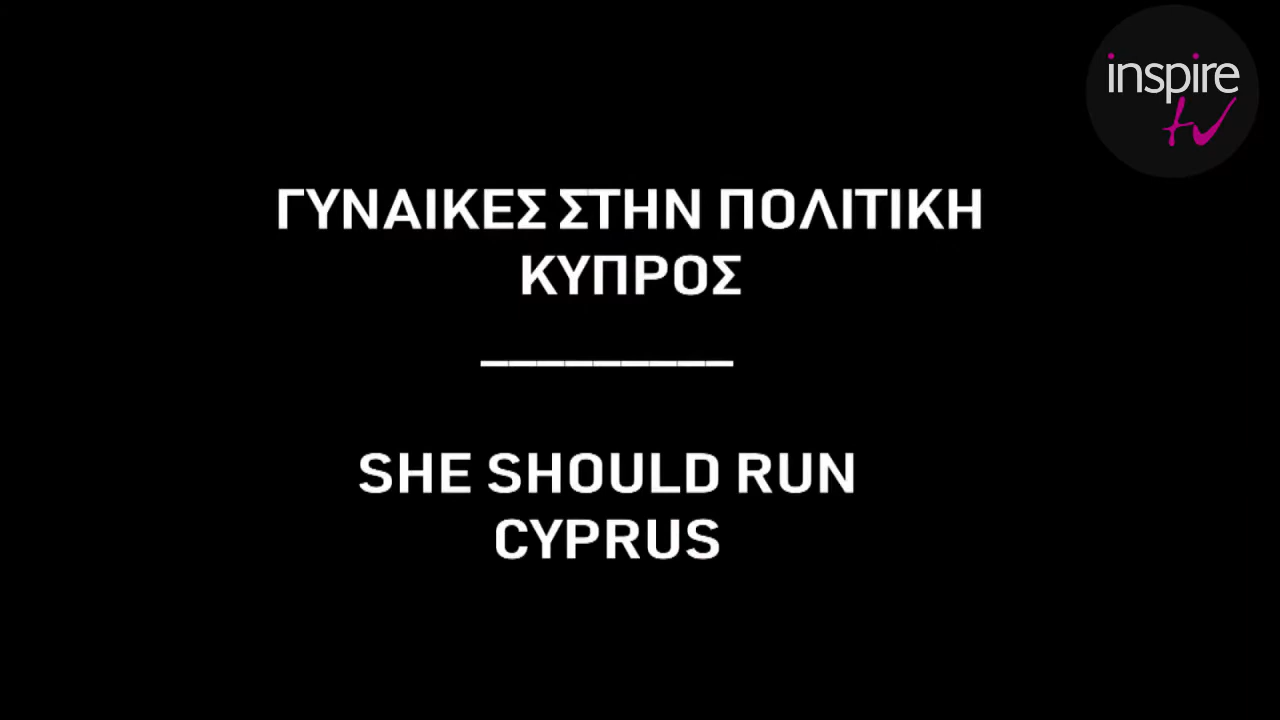 inspire
tv
ΓΥΝΑΙΚΕΣ ΣΤΗΝ ΠΟΛΙΤΙΚΗ
ΚΥΠΡΟΣ
SHE SHOULD RUN
CYPRUS